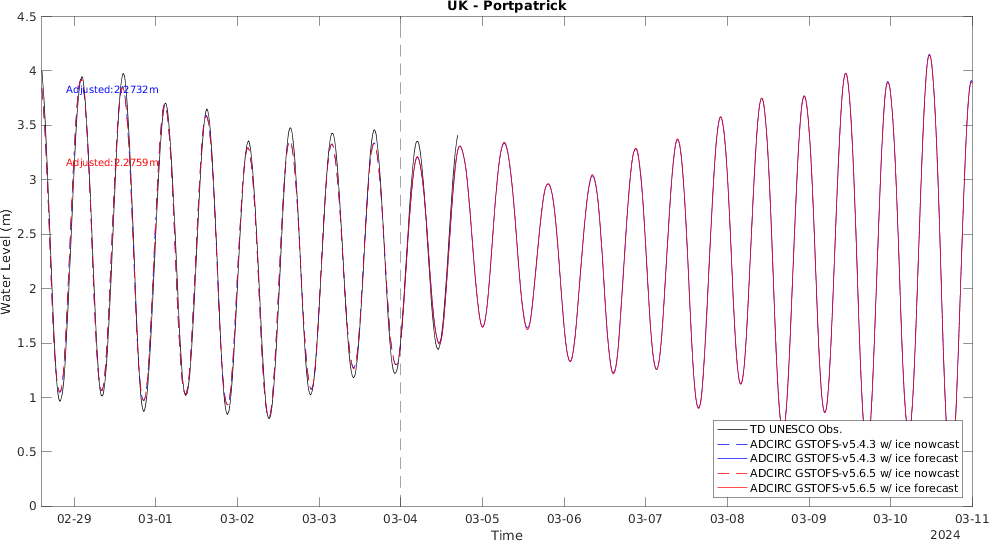 UK - Portpatrick
4.5
4
3.5
3
2.5
2
1.5
1
0.5
0
Water Level (m)
Adjusted:2.2732m
Adjusted:2.2759m
TD UNESCO Obs.
ADCIRC GSTOFS-v5.4.3 w/ ice nowcast
ADCIRC GSTOFS-v5.4.3 w/ ice forecast
ADCIRC GSTOFS-v5.6.5 w/ ice nowcast
ADCIRC GSTOFS-v5.6.5 w/ ice forecast
02-29 03-01 03-02 03-03 03-04 03-05 03-06 03-07 03-08 03-09 03-10 03-11
Time
2024